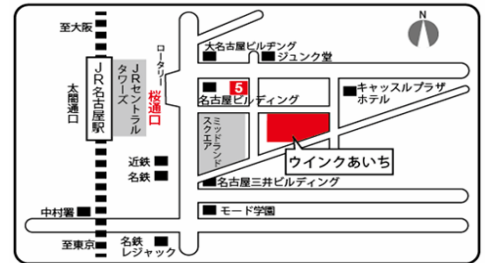 N
至大阪
大名古屋ビルヂング
ジュンク堂
ロータリー
JR名古屋駅
JRセントラル
タワーズ
太閤通口
桜通口
5
名古屋ビルディング
キャッスルプラザ
ホテル
ミッドランド
スクエア
ウインクあいち
近鉄
名鉄
名古屋三井ビルディング
中村署
モード学園
至東京
名鉄
レジャック